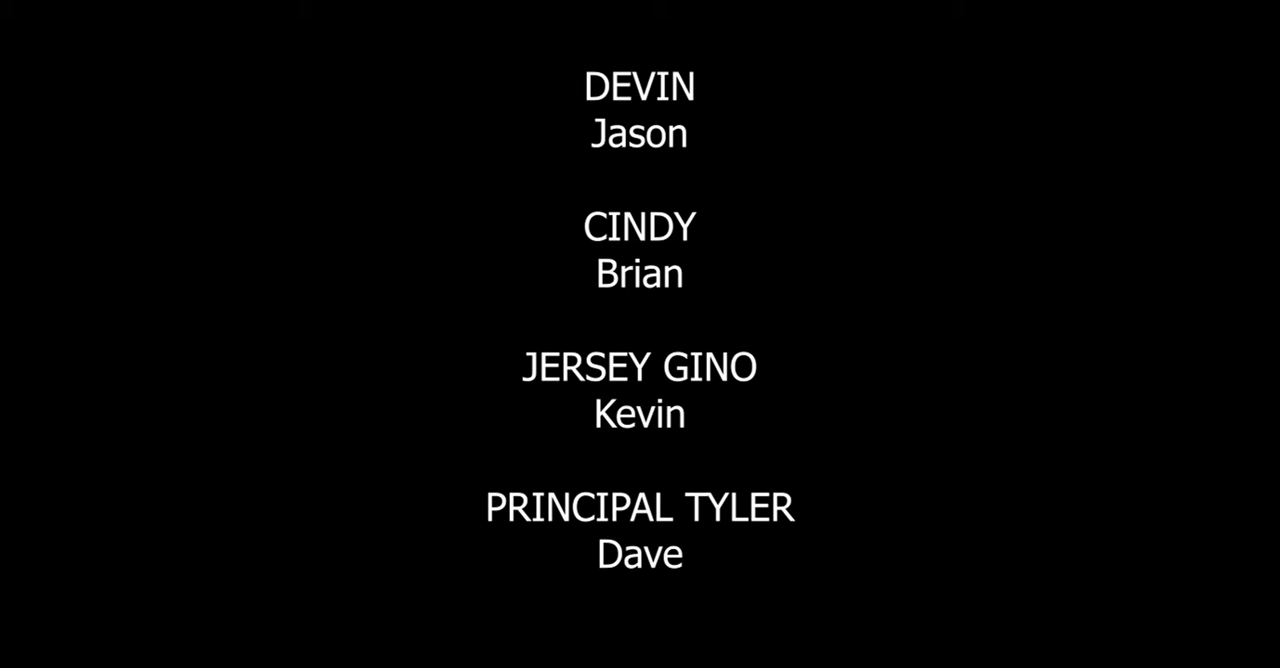 DEVIN
Jason
CINDY
Brian
JERSEY GINO
Kevin
PRINCIPAL TYLER
Dave